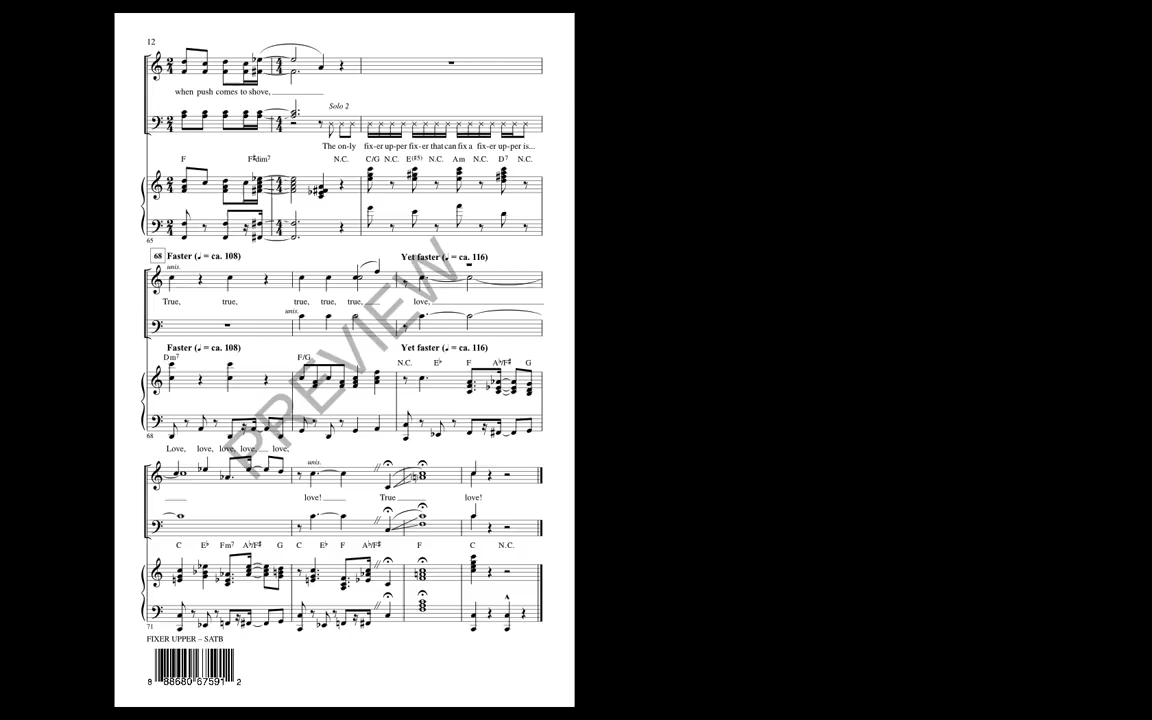 12
when push comes to shove,
Solo 2
The on-ly fix-er up-per fix-er that can fix a fix-er up-per is...
F F#dim7 N.C. C/G N.C. E(#5) N.C. Am N.C. D7 N.C.
65
68 Faster (♩ = ca. 108) Yet faster (♩ = ca. 116)
unis.
True, true, true, true, true, love,
unis.
Faster (♩ = ca. 108) Yet faster (♩ = ca. 116)
Dm7 F/G N.C. E♭ F A♭/F# G
68
Love, love, love, love, love,
unis.
love! True love!
C E♭ Fm7 A♭/F# G C E♭ F A♭/F# F C N.C.
71
FIXER UPPER – SATB
8 88680 67591 2
PREVIEW